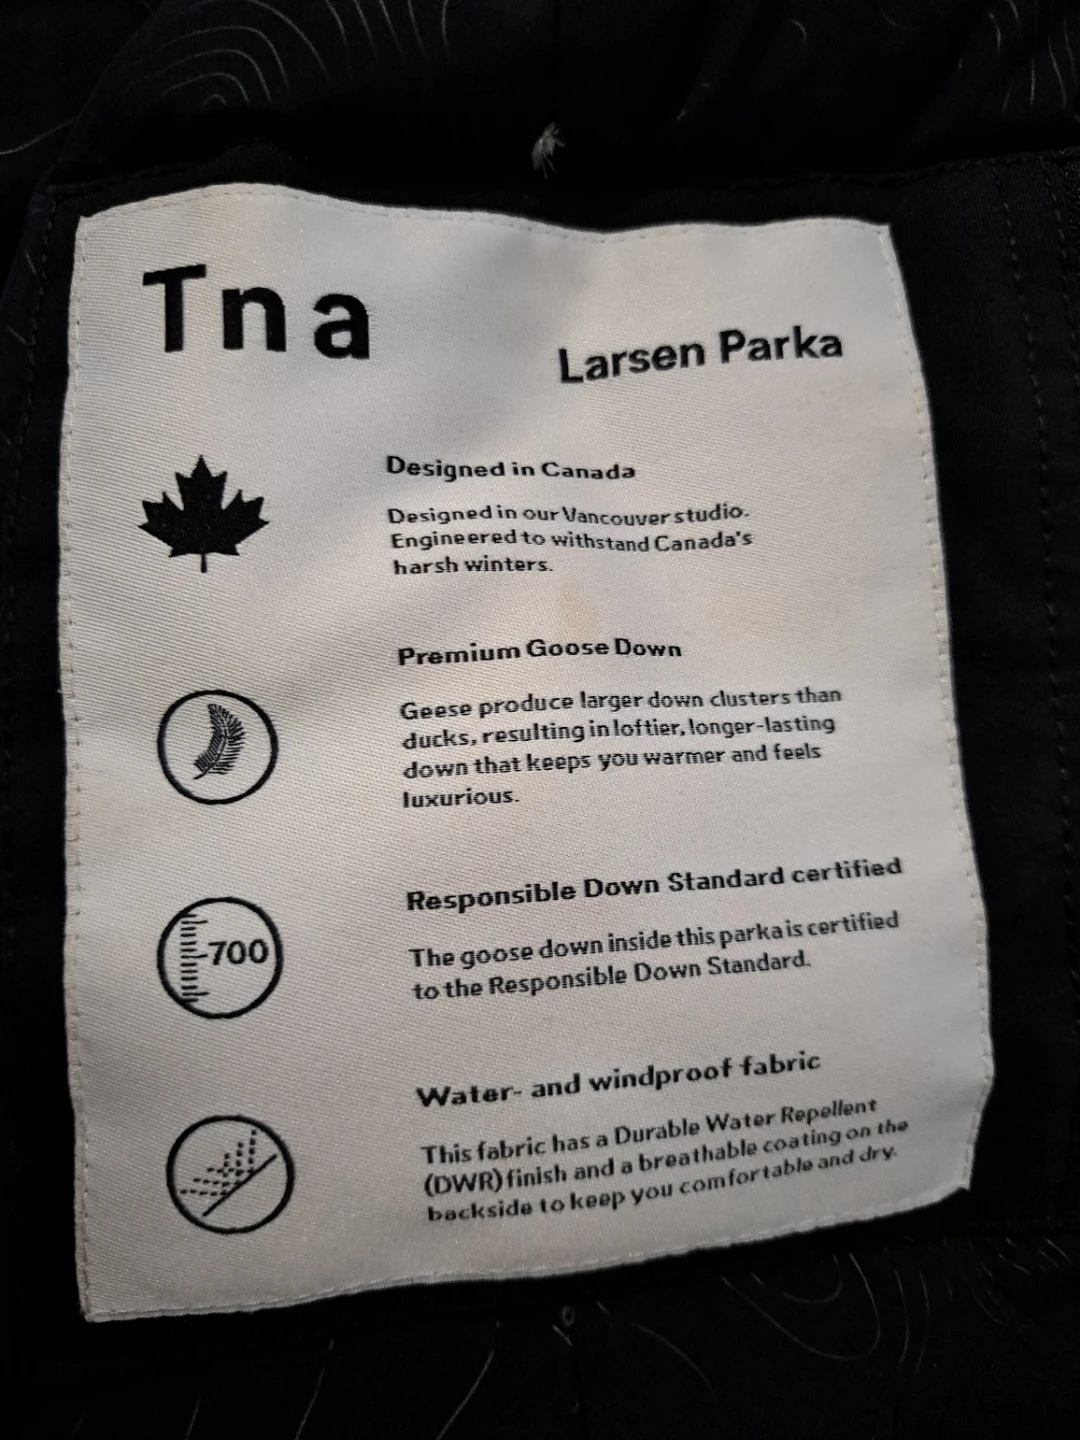 Tna
Larsen Parka
Designed in Canada
Designed in our Vancouver studio.
Engineered to withstand Canada's
harsh winters.
Premium Goose Down
Geese produce larger down clusters than
ducks, resulting in loftier, longer-lasting
down that keeps you warmer and feels
luxurious.
Responsible Down Standard certified
700
The goose down inside this parka is certified
to the Responsible Down Standard.
Water- and windproof fabric
This fabric has a Durable Water Repellent
(DWR) finish and a breathable coating on the
backside to keep you comfortable and dry.